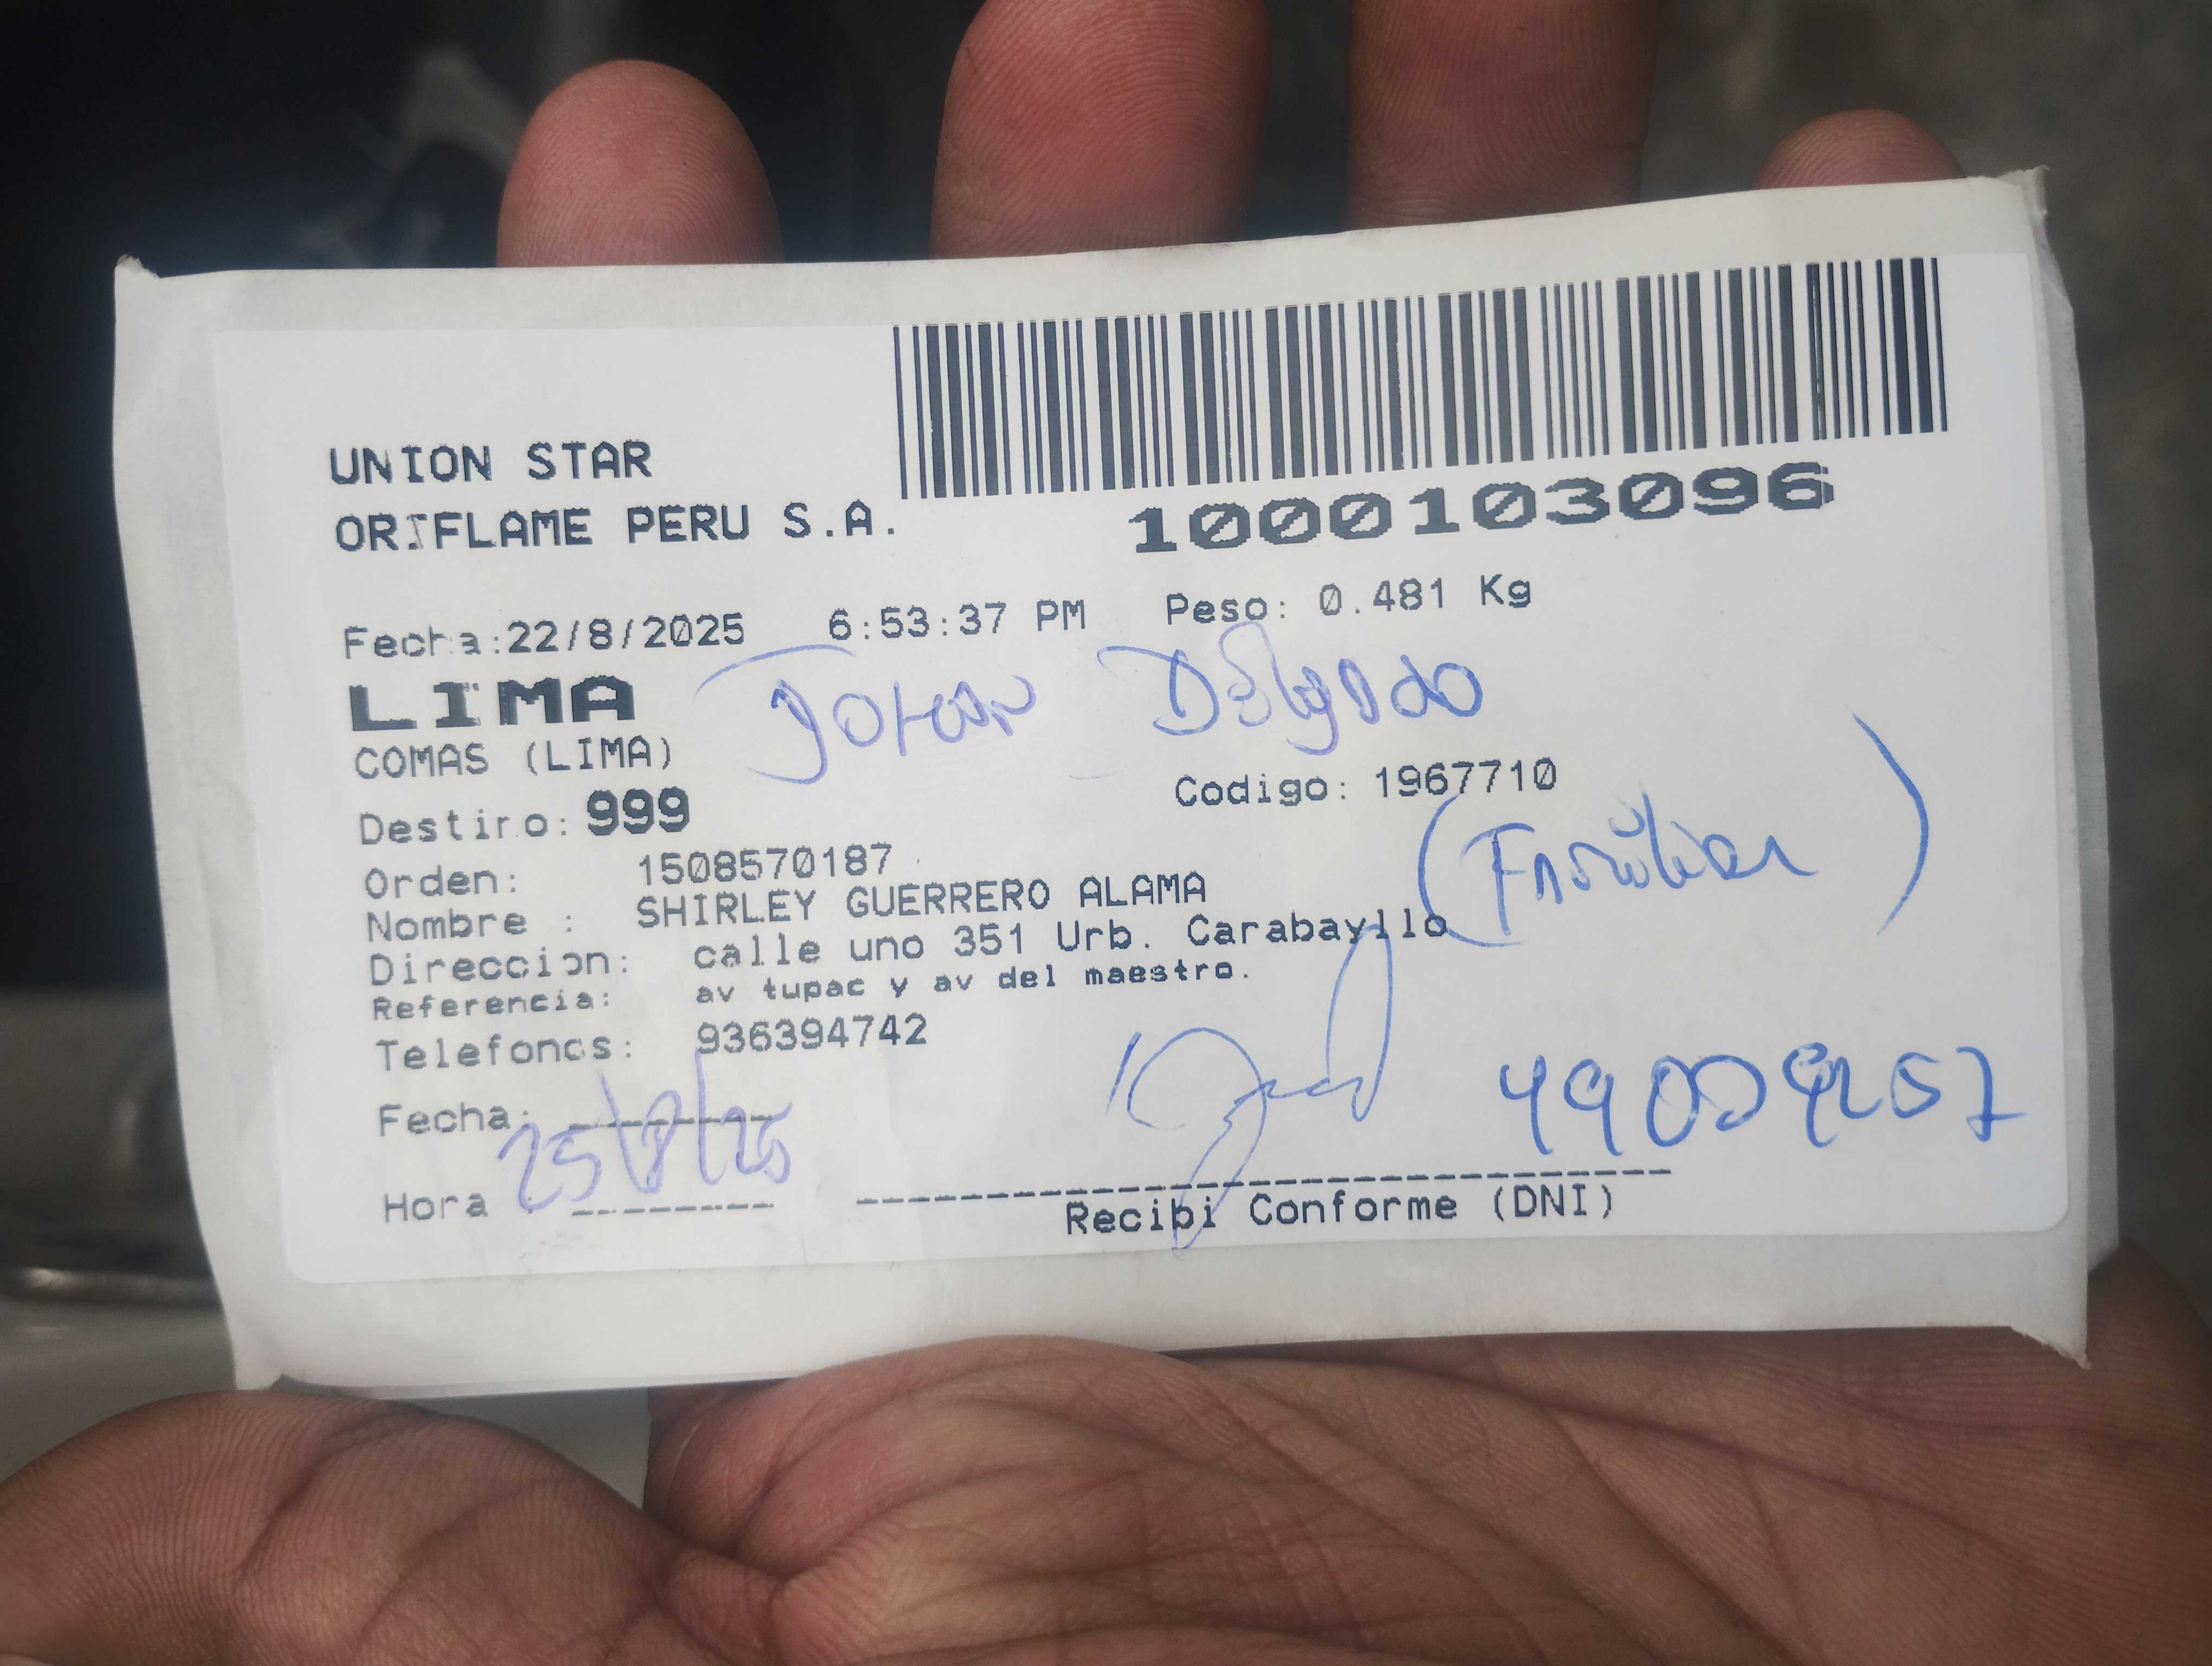 UNION STAR
ORIFLAME PERU S.A.
1000103096
Fecha:22/8/2025 6:53:37 PM Peso: 0.481 Kg
LIMA
Johan Delgado
COMAS (LIMA)
Codigo: 1967710
Destino: 999
(Familiar)
Orden: 1508570187
Nombre : SHIRLEY GUERRERO ALAMA
Direccion: calle uno 351 Urb. Carabayllo
Referencia: av tupac y av del maestro.
Telefonos: 936394742
Fecha:
25/8/25
Hora :
Recibi Conforme (DNI)